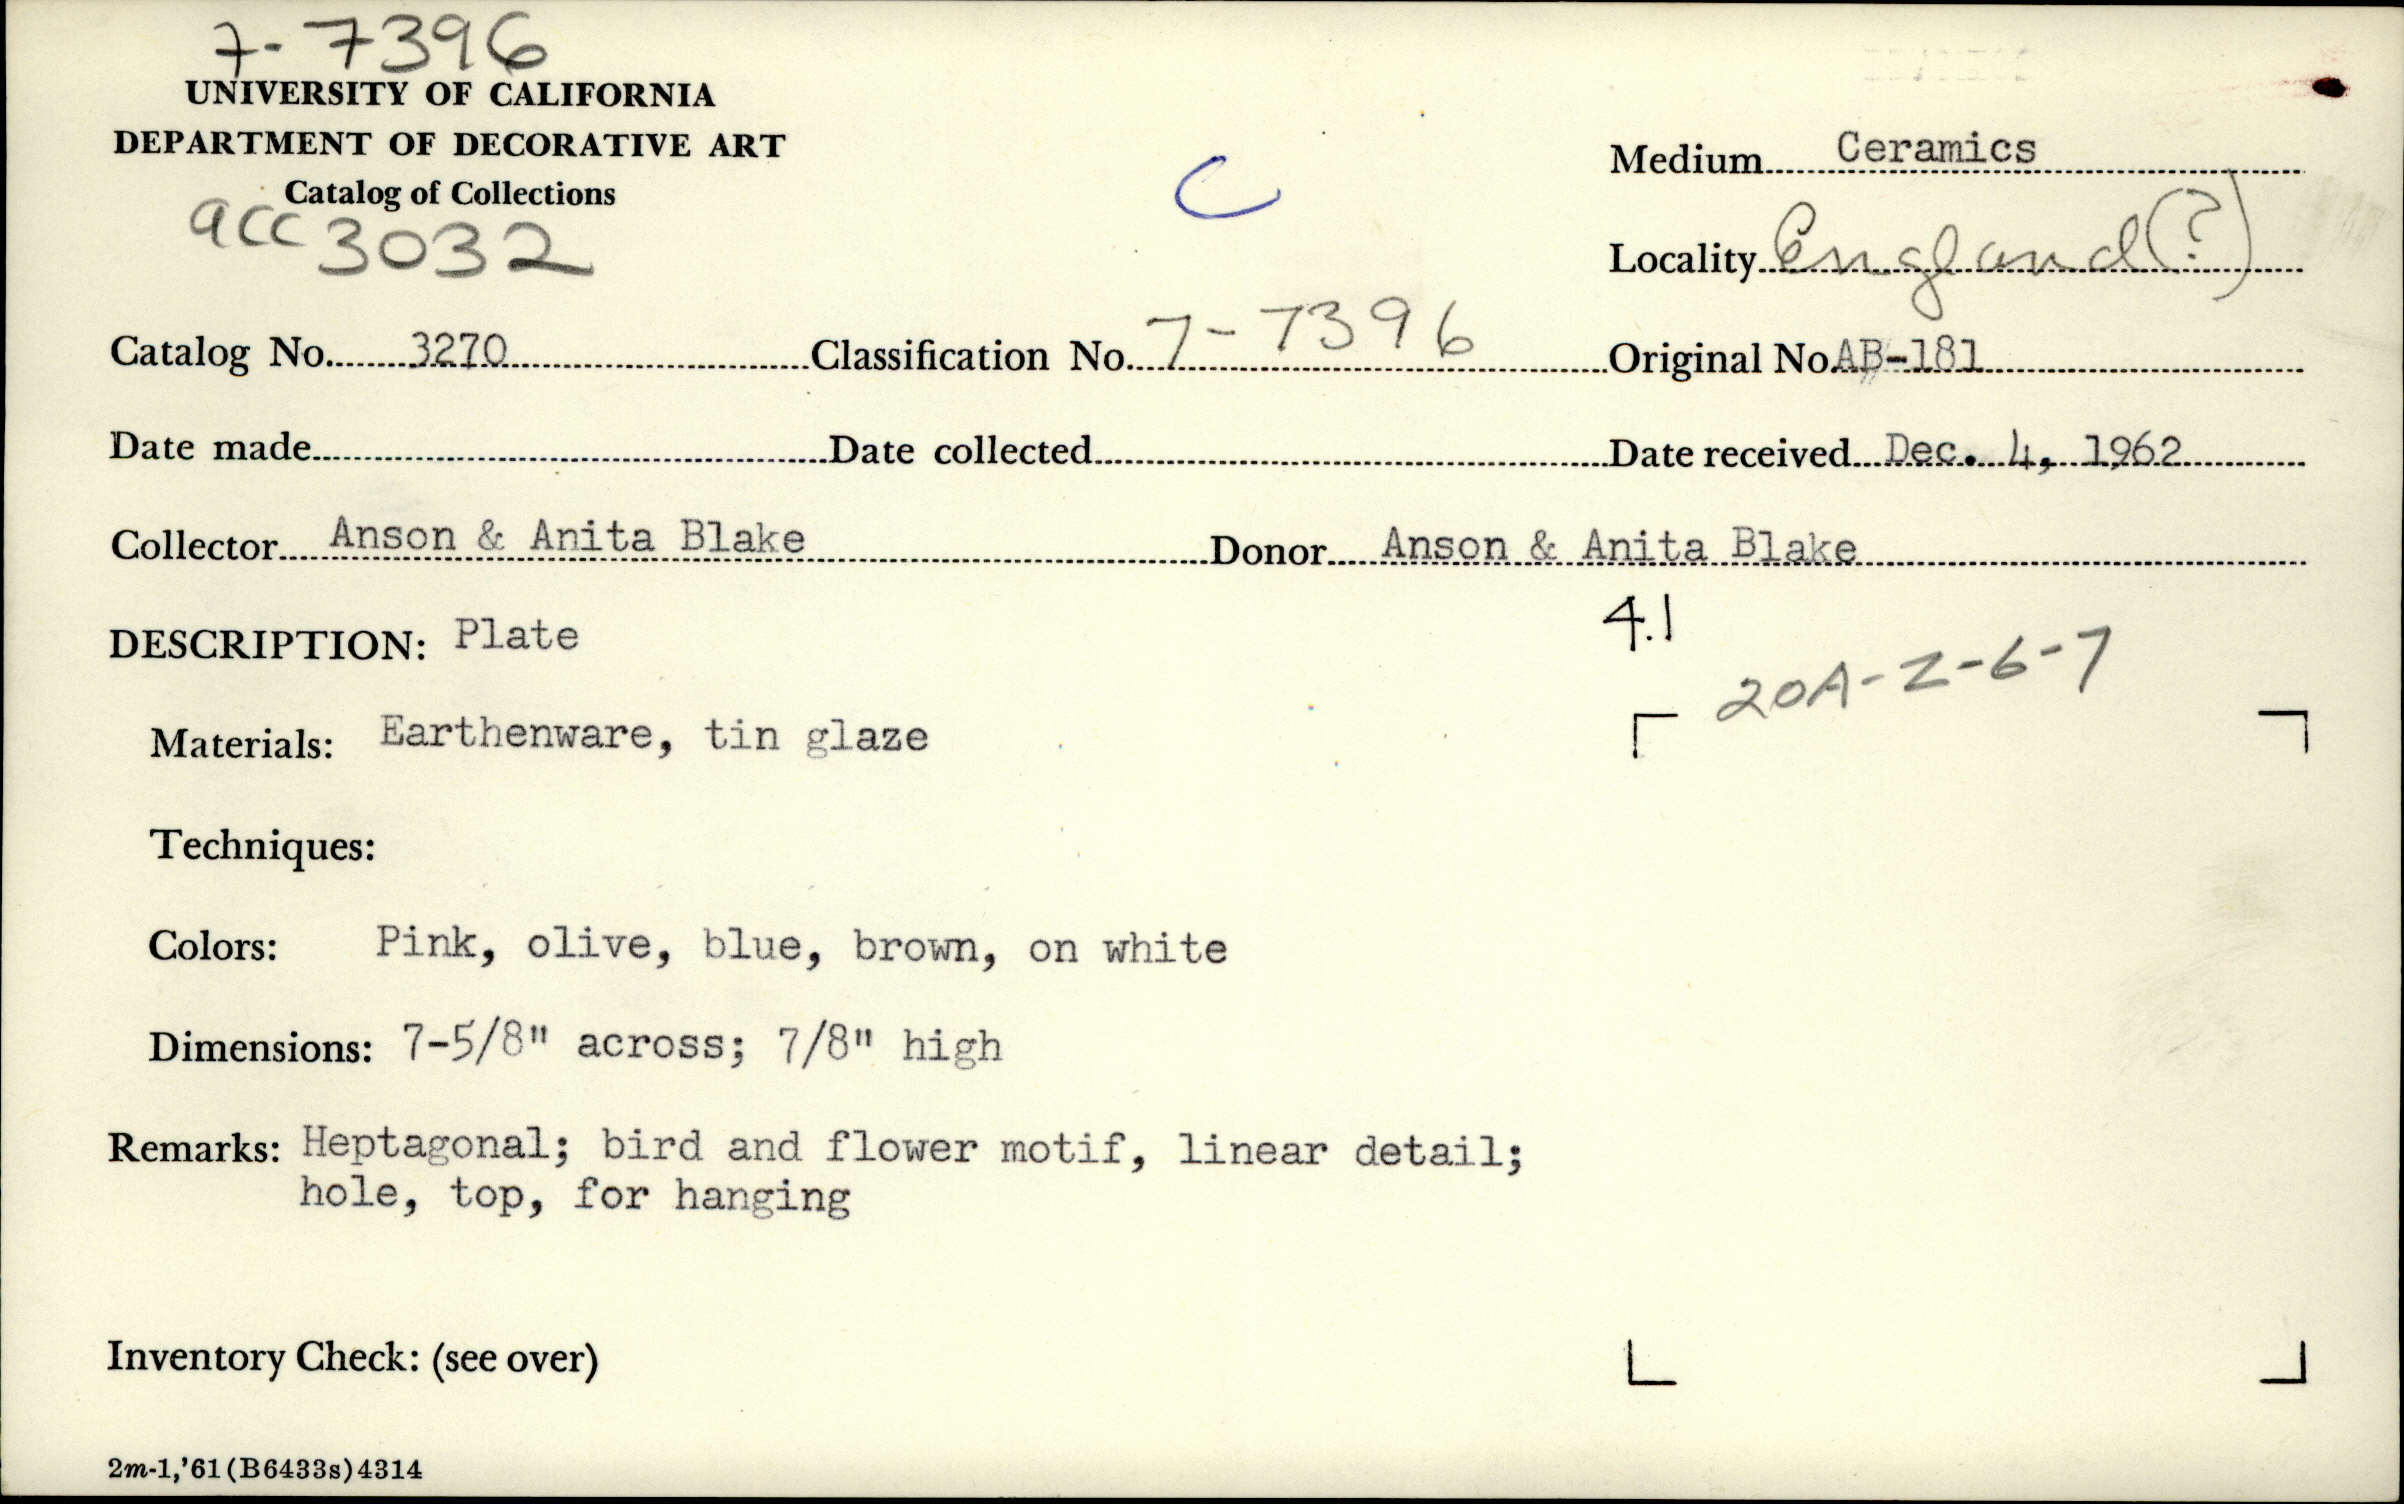 7-7396
UNIVERSITY OF CALIFORNIA
DEPARTMENT OF DECORATIVE ART
Catalog of Collections
acc 3032
C
Medium Ceramics
Locality England (?)
Catalog No. 3270 Classification No. 7-7396 Original No. AB-181
Date made Date collected Date received Dec. 4, 1962
Collector Anson & Anita Blake Donor Anson & Anita Blake
DESCRIPTION: Plate
4.1
20A-2-6-7
Materials: Earthenware, tin glaze
Techniques:
Colors: Pink, olive, blue, brown, on white
Dimensions: 7-5/8" across; 7/8" high
Remarks: Heptagonal; bird and flower motif, linear detail;
hole, top, for hanging
Inventory Check: (see over)
2m-1,'61(B6433s)4314